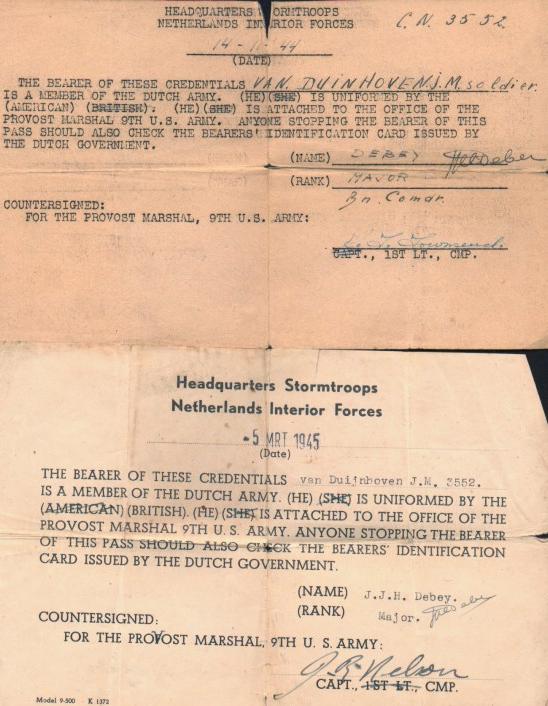 HEADQUARTERS STORMTROOPS
NETHERLANDS INTERIOR FORCES
C.N. 3552.
14-11-44
(DATE)
THE BEARER OF THESE CREDENTIALS VAN DUINHOVEN J.M. soldier.
IS A MEMBER OF THE DUTCH ARMY. (HE)(SHE) IS UNIFORMED BY THE
(AMERICAN) (BRITISH). (HE)(SHE) IS ATTACHED TO THE OFFICE OF THE
PROVOST MARSHAL 9TH U.S. ARMY. ANYONE STOPPING THE BEARER OF THIS
PASS SHOULD ALSO CHECK THE BEARERS' IDENTIFICATION CARD ISSUED BY
THE DUTCH GOVERNMENT.
(NAME) DEBEY
(RANK) MAJOR
Bn Comdr.
COUNTERSIGNED:
FOR THE PROVOST MARSHAL, 9TH U.S. ARMY:
CAPT., 1ST LT., CMP.
Headquarters Stormtroops
Netherlands Interior Forces
-5 MRT 1945
(Date)
THE BEARER OF THESE CREDENTIALS van Duijnhoven J.M. 3552.
IS A MEMBER OF THE DUTCH ARMY. (HE) (SHE) IS UNIFORMED BY THE
(AMERICAN) (BRITISH). (HE) (SHE) IS ATTACHED TO THE OFFICE OF THE
PROVOST MARSHAL 9TH U.S. ARMY. ANYONE STOPPING THE BEARER
OF THIS PASS SHOULD ALSO CHECK THE BEARERS' IDENTIFICATION
CARD ISSUED BY THE DUTCH GOVERNMENT.
(NAME) J.J.H. Debey.
(RANK) Major.
COUNTERSIGNED:
FOR THE PROVOST MARSHAL, 9TH U. S. ARMY:
J B Nelson
CAPT., 1ST LT., CMP.
Model 9-500 K 1372